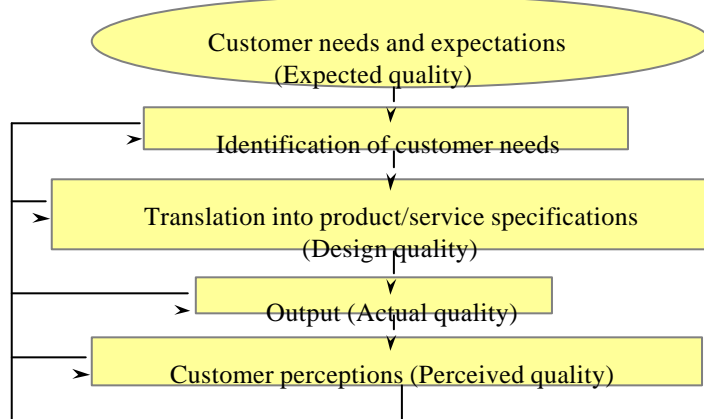 Customer needs and expectations
(Expected quality)
Identification of customer needs
Translation into product/service specifications
(Design quality)
Output (Actual quality)
Customer perceptions (Perceived quality)